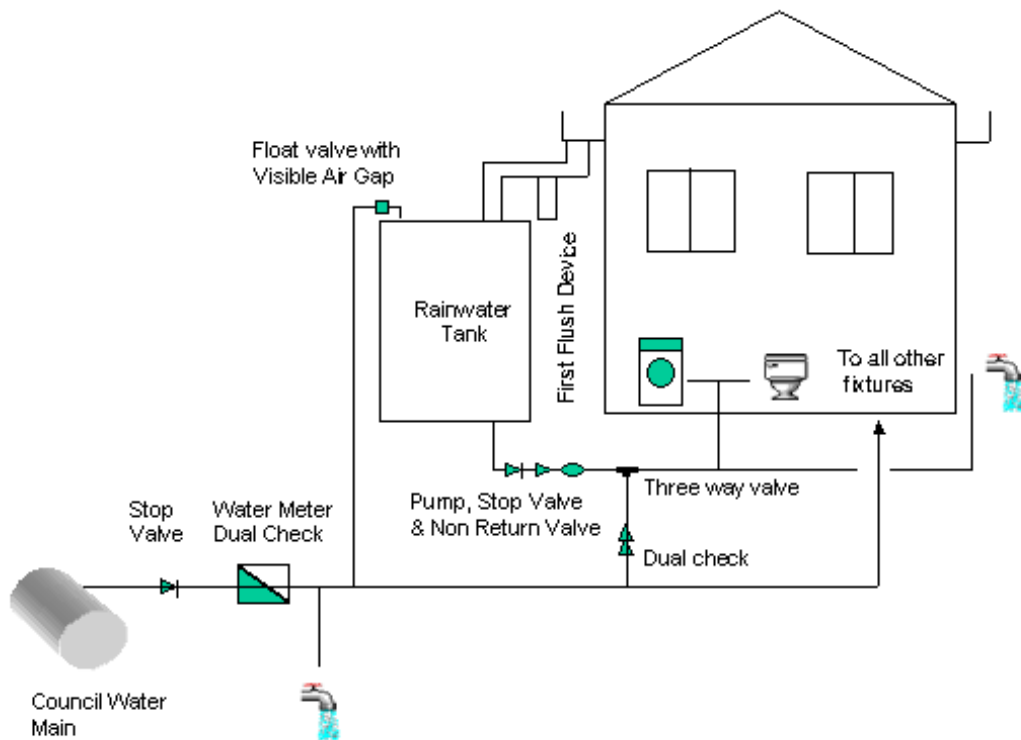 Float valve with
Visible Air Gap
Rainwater
Tank
First Flush Device
To all other
fixtures
Three way valve
Pump, Stop Valve
& Non Return Valve
Dual check
Stop
Valve
Water Meter
Dual Check
Council Water
Main